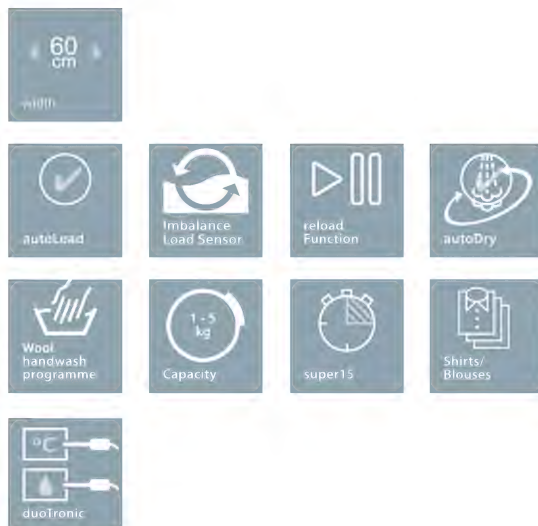 60
cm
width
autoLoad
Imbalance
Load Sensor
reload
Function
autoDry
Wool
handwash
programme
1 - 5
kg
Capacity
super15
Shirts/
Blouses
°C
duoTronic